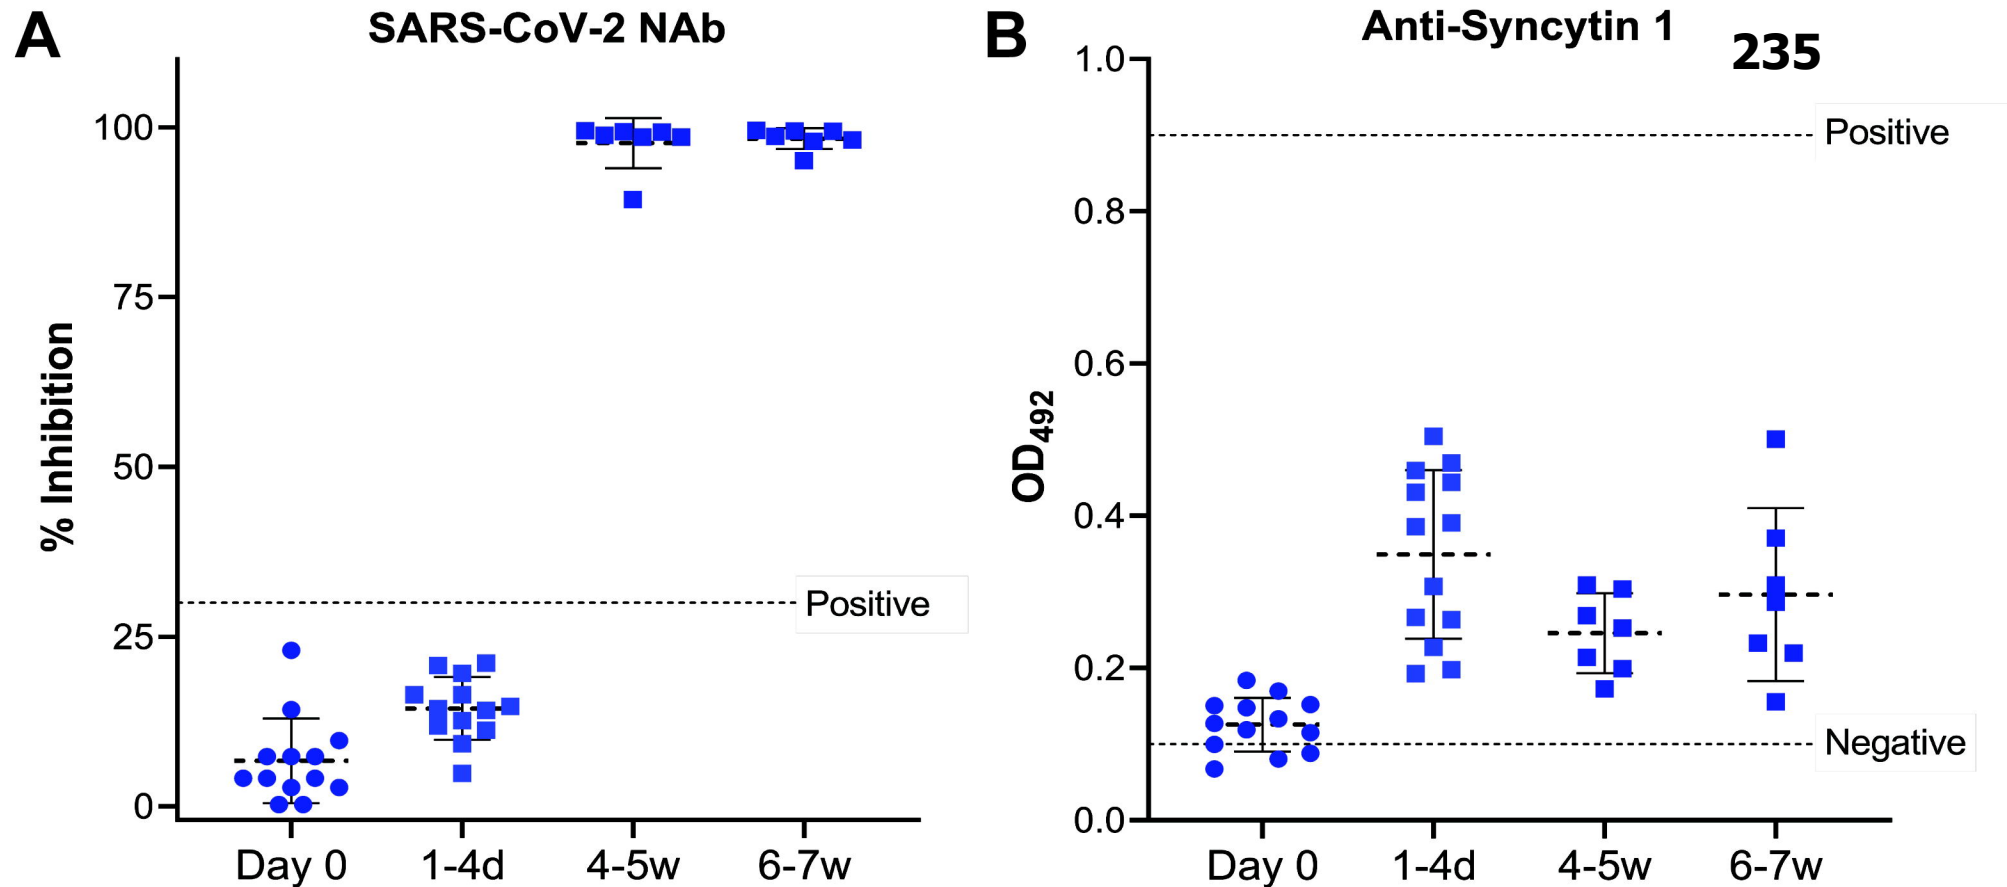 A
SARS-CoV-2 NAb
% Inhibition
100
75
50
25
0
Positive
Day 0
1-4d
4-5w
6-7w
B
Anti-Syncytin 1
235
OD492
1.0
0.8
0.6
0.4
0.2
0.0
Positive
Negative
Day 0
1-4d
4-5w
6-7w